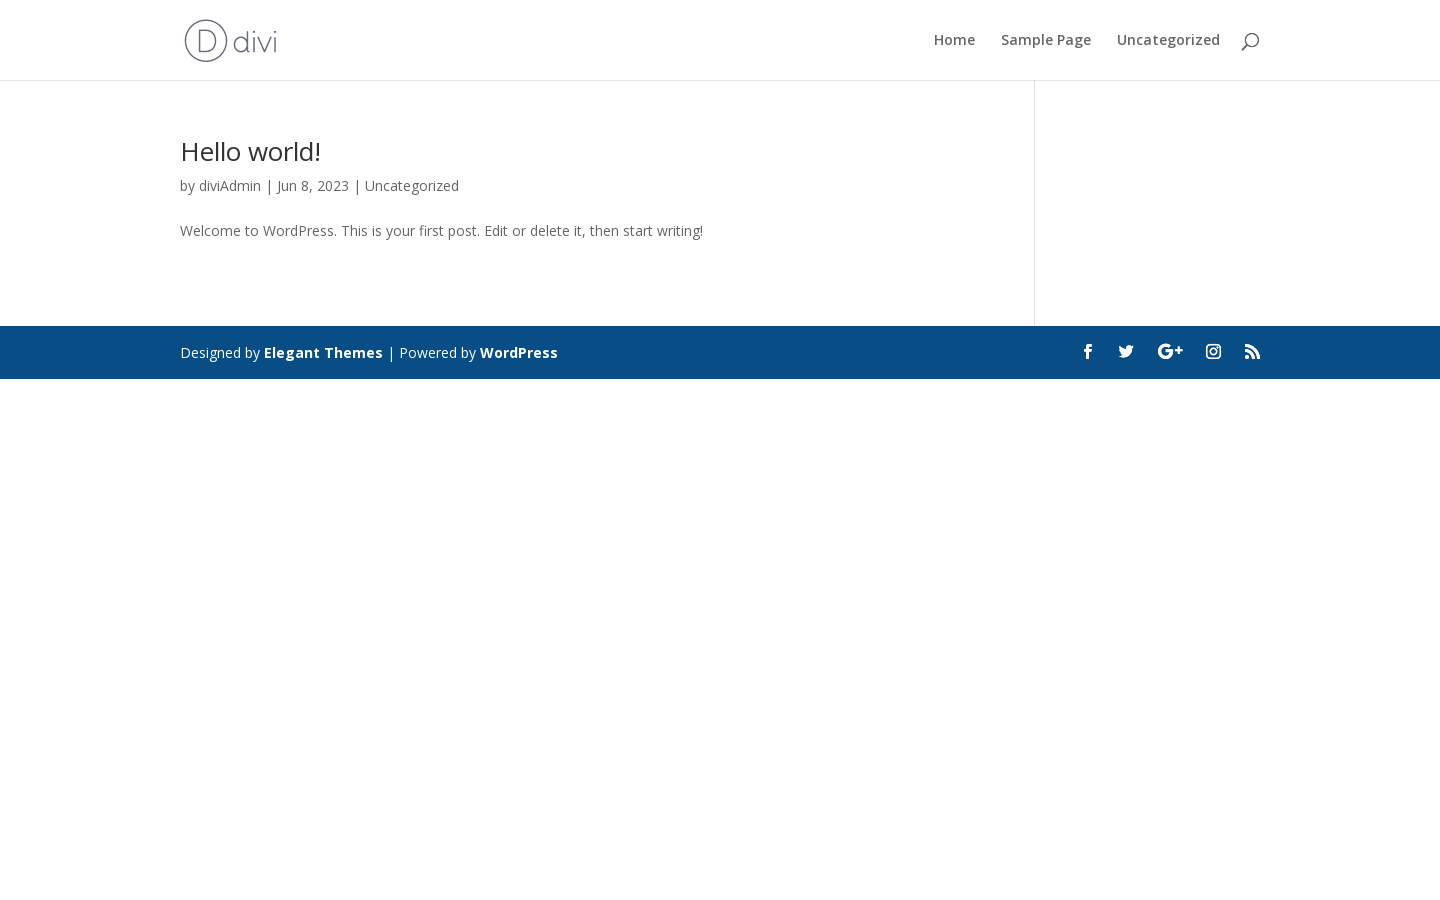 D divi
Home Sample Page Uncategorized
Hello world!
by diviAdmin | Jun 8, 2023 | Uncategorized
Welcome to WordPress. This is your first post. Edit or delete it, then start writing!
Designed by Elegant Themes | Powered by WordPress